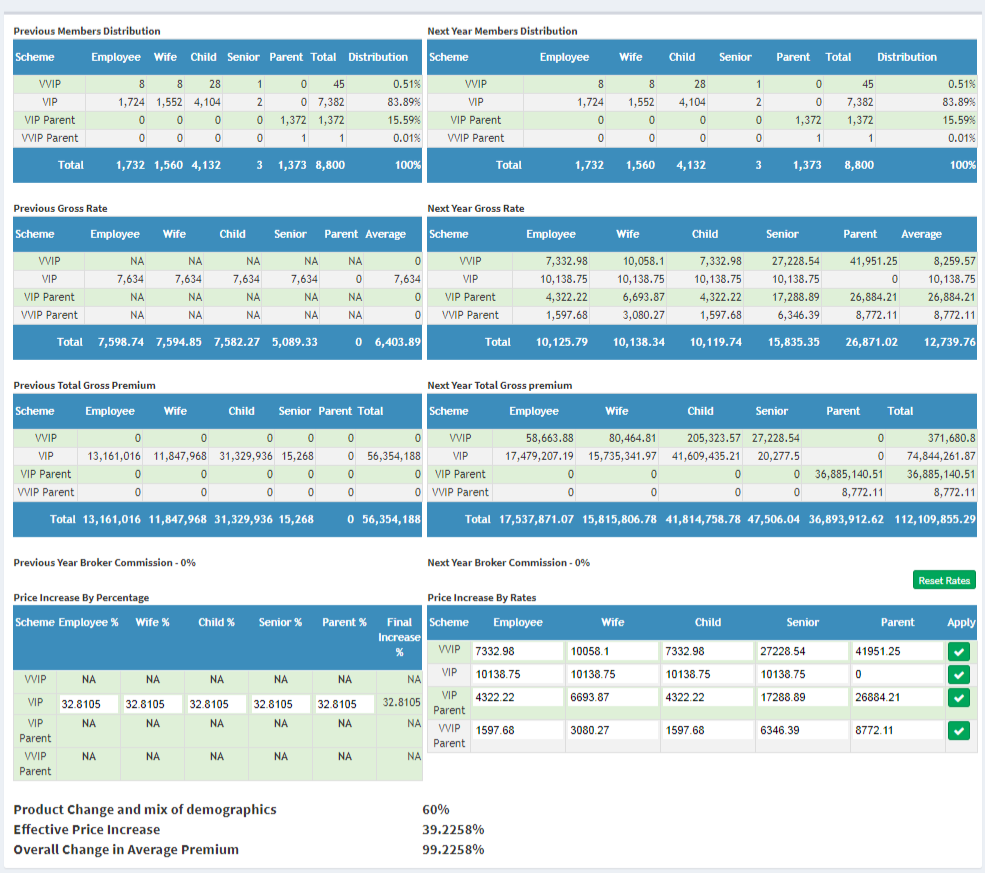 Previous Members Distribution
Scheme Employee Wife Child Senior Parent Total Distribution
VVIP 8 8 28 1 0 45 0.51%
VIP 1,724 1,552 4,104 2 0 7,382 83.89%
VIP Parent 0 0 0 0 1,372 1,372 15.59%
VVIP Parent 0 0 0 0 1 1 0.01%
Total 1,732 1,560 4,132 3 1,373 8,800 100%
Next Year Members Distribution
Scheme Employee Wife Child Senior Parent Total Distribution
VVIP 8 8 28 1 0 45 0.51%
VIP 1,724 1,552 4,104 2 0 7,382 83.89%
VIP Parent 0 0 0 0 1,372 1,372 15.59%
VVIP Parent 0 0 0 0 1 1 0.01%
Total 1,732 1,560 4,132 3 1,373 8,800 100%
Previous Gross Rate
Scheme Employee Wife Child Senior Parent Average
VVIP NA NA NA NA NA 0
VIP 7,634 7,634 7,634 7,634 0 7,634
VIP Parent NA NA NA NA NA 0
VVIP Parent NA NA NA NA NA 0
Total 7,598.74 7,594.85 7,582.27 5,089.33 0 6,403.89
Next Year Gross Rate
Scheme Employee Wife Child Senior Parent Average
VVIP 7,332.98 10,058.1 7,332.98 27,228.54 41,951.25 8,259.57
VIP 10,138.75 10,138.75 10,138.75 10,138.75 0 10,138.75
VIP Parent 4,322.22 6,693.87 4,322.22 17,288.89 26,884.21 26,884.21
VVIP Parent 1,597.68 3,080.27 1,597.68 6,346.39 8,772.11 8,772.11
Total 10,125.79 10,138.34 10,119.74 15,835.35 26,871.02 12,739.76
Previous Total Gross Premium
Scheme Employee Wife Child Senior Parent Total
VVIP 0 0 0 0 0 0
VIP 13,161,016 11,847,968 31,329,936 15,268 0 56,354,188
VIP Parent 0 0 0 0 0 0
VVIP Parent 0 0 0 0 0 0
Total 13,161,016 11,847,968 31,329,936 15,268 0 56,354,188
Next Year Total Gross premium
Scheme Employee Wife Child Senior Parent Total
VVIP 58,663.88 80,464.81 205,323.57 27,228.54 0 371,680.8
VIP 17,479,207.19 15,735,341.97 41,609,435.21 20,277.5 0 74,844,261.87
VIP Parent 0 0 0 0 36,885,140.51 36,885,140.51
VVIP Parent 0 0 0 0 8,772.11 8,772.11
Total 17,537,871.07 15,815,806.78 41,814,758.78 47,506.04 36,893,912.62 112,109,855.29
Previous Year Broker Commission - 0%
Next Year Broker Commission - 0%
Reset Rates
Price Increase By Percentage
Scheme Employee % Wife % Child % Senior % Parent % Final
Increase
%
VVIP NA NA NA NA NA NA
VIP 32.8105 32.8105 32.8105 32.8105 32.8105 32.8105
VIP NA NA NA NA NA NA
Parent
VVIP NA NA NA NA NA NA
Parent
Price Increase By Rates
Scheme Employee Wife Child Senior Parent Apply
VVIP 7332.98 10058.1 7332.98 27228.54 41951.25
VIP 10138.75 10138.75 10138.75 10138.75 0
VIP 4322.22 6693.87 4322.22 17288.89 26884.21
Parent
VVIP 1597.68 3080.27 1597.68 6346.39 8772.11
Parent
Product Change and mix of demographics 60%
Effective Price Increase 39.2258%
Overall Change in Average Premium 99.2258%